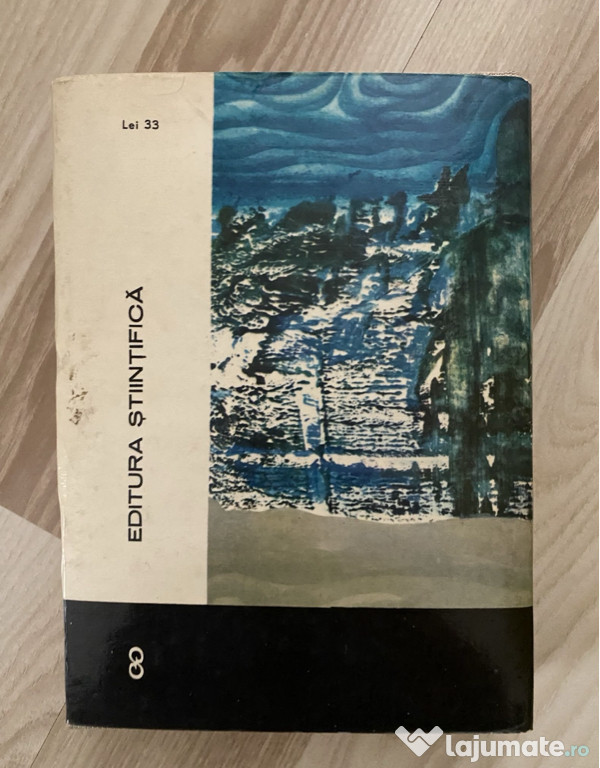 Lei 33
EDITURA ȘTIINȚIFICĂ
lajumate.ro